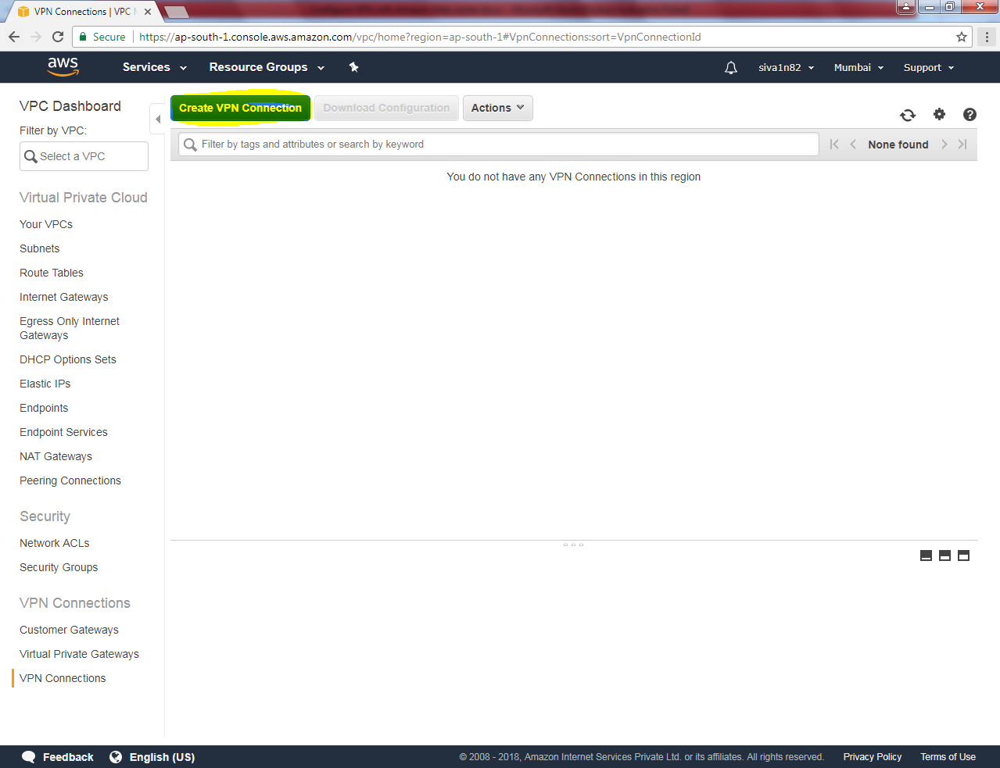 VPN Connections | VPC
Secure
https://ap-south-1.console.aws.amazon.com/vpc/home?region=ap-south-1#VpnConnections:sort=VpnConnectionId
aws
Services
Resource Groups
siva1n82
Mumbai
Support
VPC Dashboard
Filter by VPC:
Select a VPC
Virtual Private Cloud
Your VPCs
Subnets
Route Tables
Internet Gateways
Egress Only Internet
Gateways
DHCP Options Sets
Elastic IPs
Endpoints
Endpoint Services
NAT Gateways
Peering Connections
Security
Network ACLs
Security Groups
VPN Connections
Customer Gateways
Virtual Private Gateways
VPN Connections
Create VPN Connection
Download Configuration
Actions
Filter by tags and attributes or search by keyword
None found
You do not have any VPN Connections in this region
Feedback
English (US)
© 2008 - 2018, Amazon Internet Services Private Ltd. or its affiliates. All rights reserved.
Privacy Policy
Terms of Use